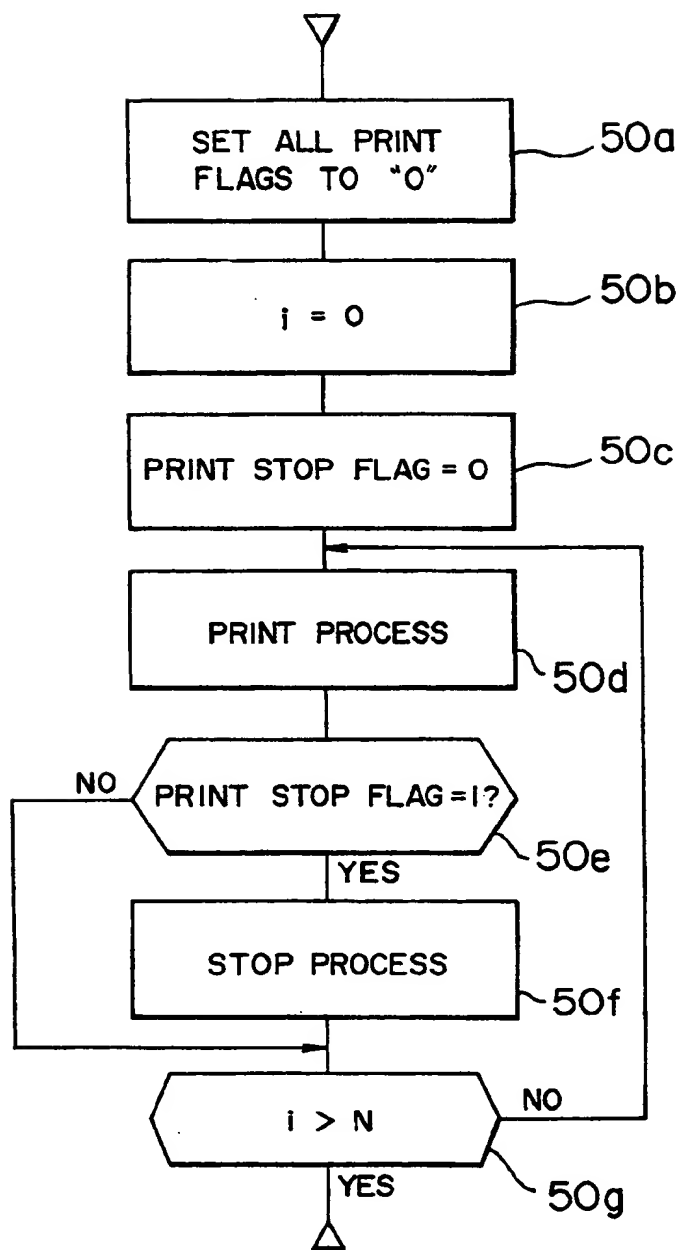 SET ALL PRINT
FLAGS TO "0"
50a
i = 0
50b
PRINT STOP FLAG = 0
50c
PRINT PROCESS
50d
NO
PRINT STOP FLAG = 1?
50e
YES
STOP PROCESS
50f
i > N
NO
50g
YES